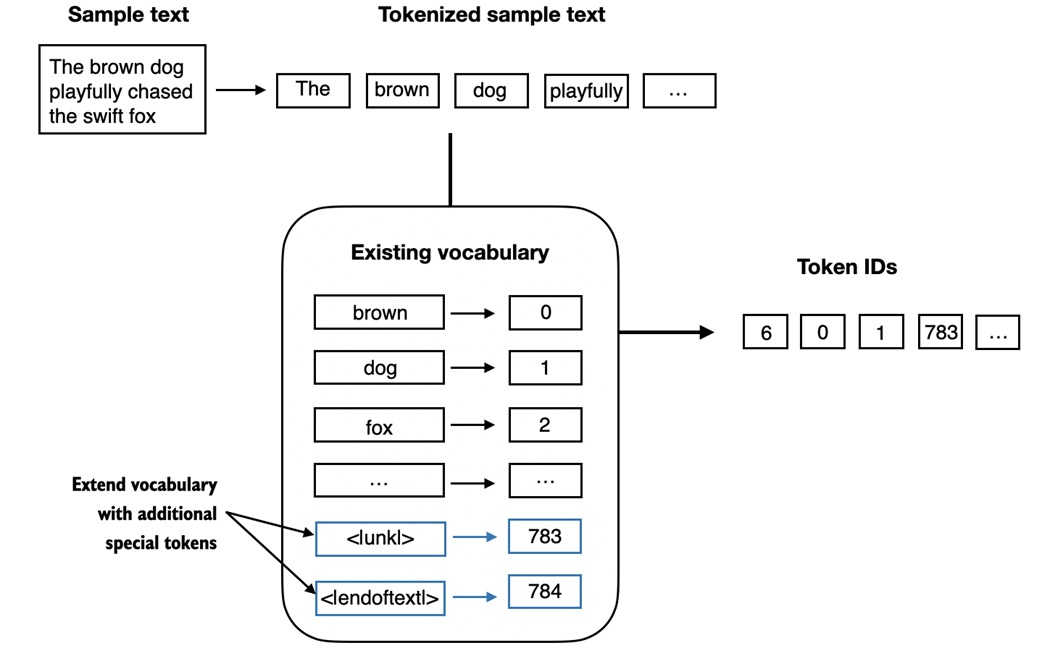 Sample text
Tokenized sample text
The brown dog
playfully chased
the swift fox
The brown dog playfully ...
Existing vocabulary
Token IDs
brown 0
6 0 1 783 ...
dog 1
fox 2
... ...
Extend vocabulary
with additional
special tokens
<|unk|> 783
<|endoftext|> 784